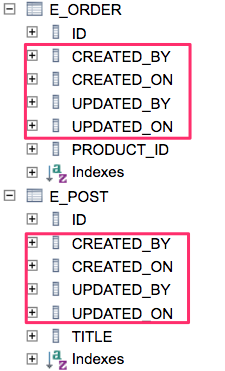 E_ORDER
ID
CREATED_BY
CREATED_ON
UPDATED_BY
UPDATED_ON
PRODUCT_ID
Indexes
E_POST
ID
CREATED_BY
CREATED_ON
UPDATED_BY
UPDATED_ON
TITLE
Indexes